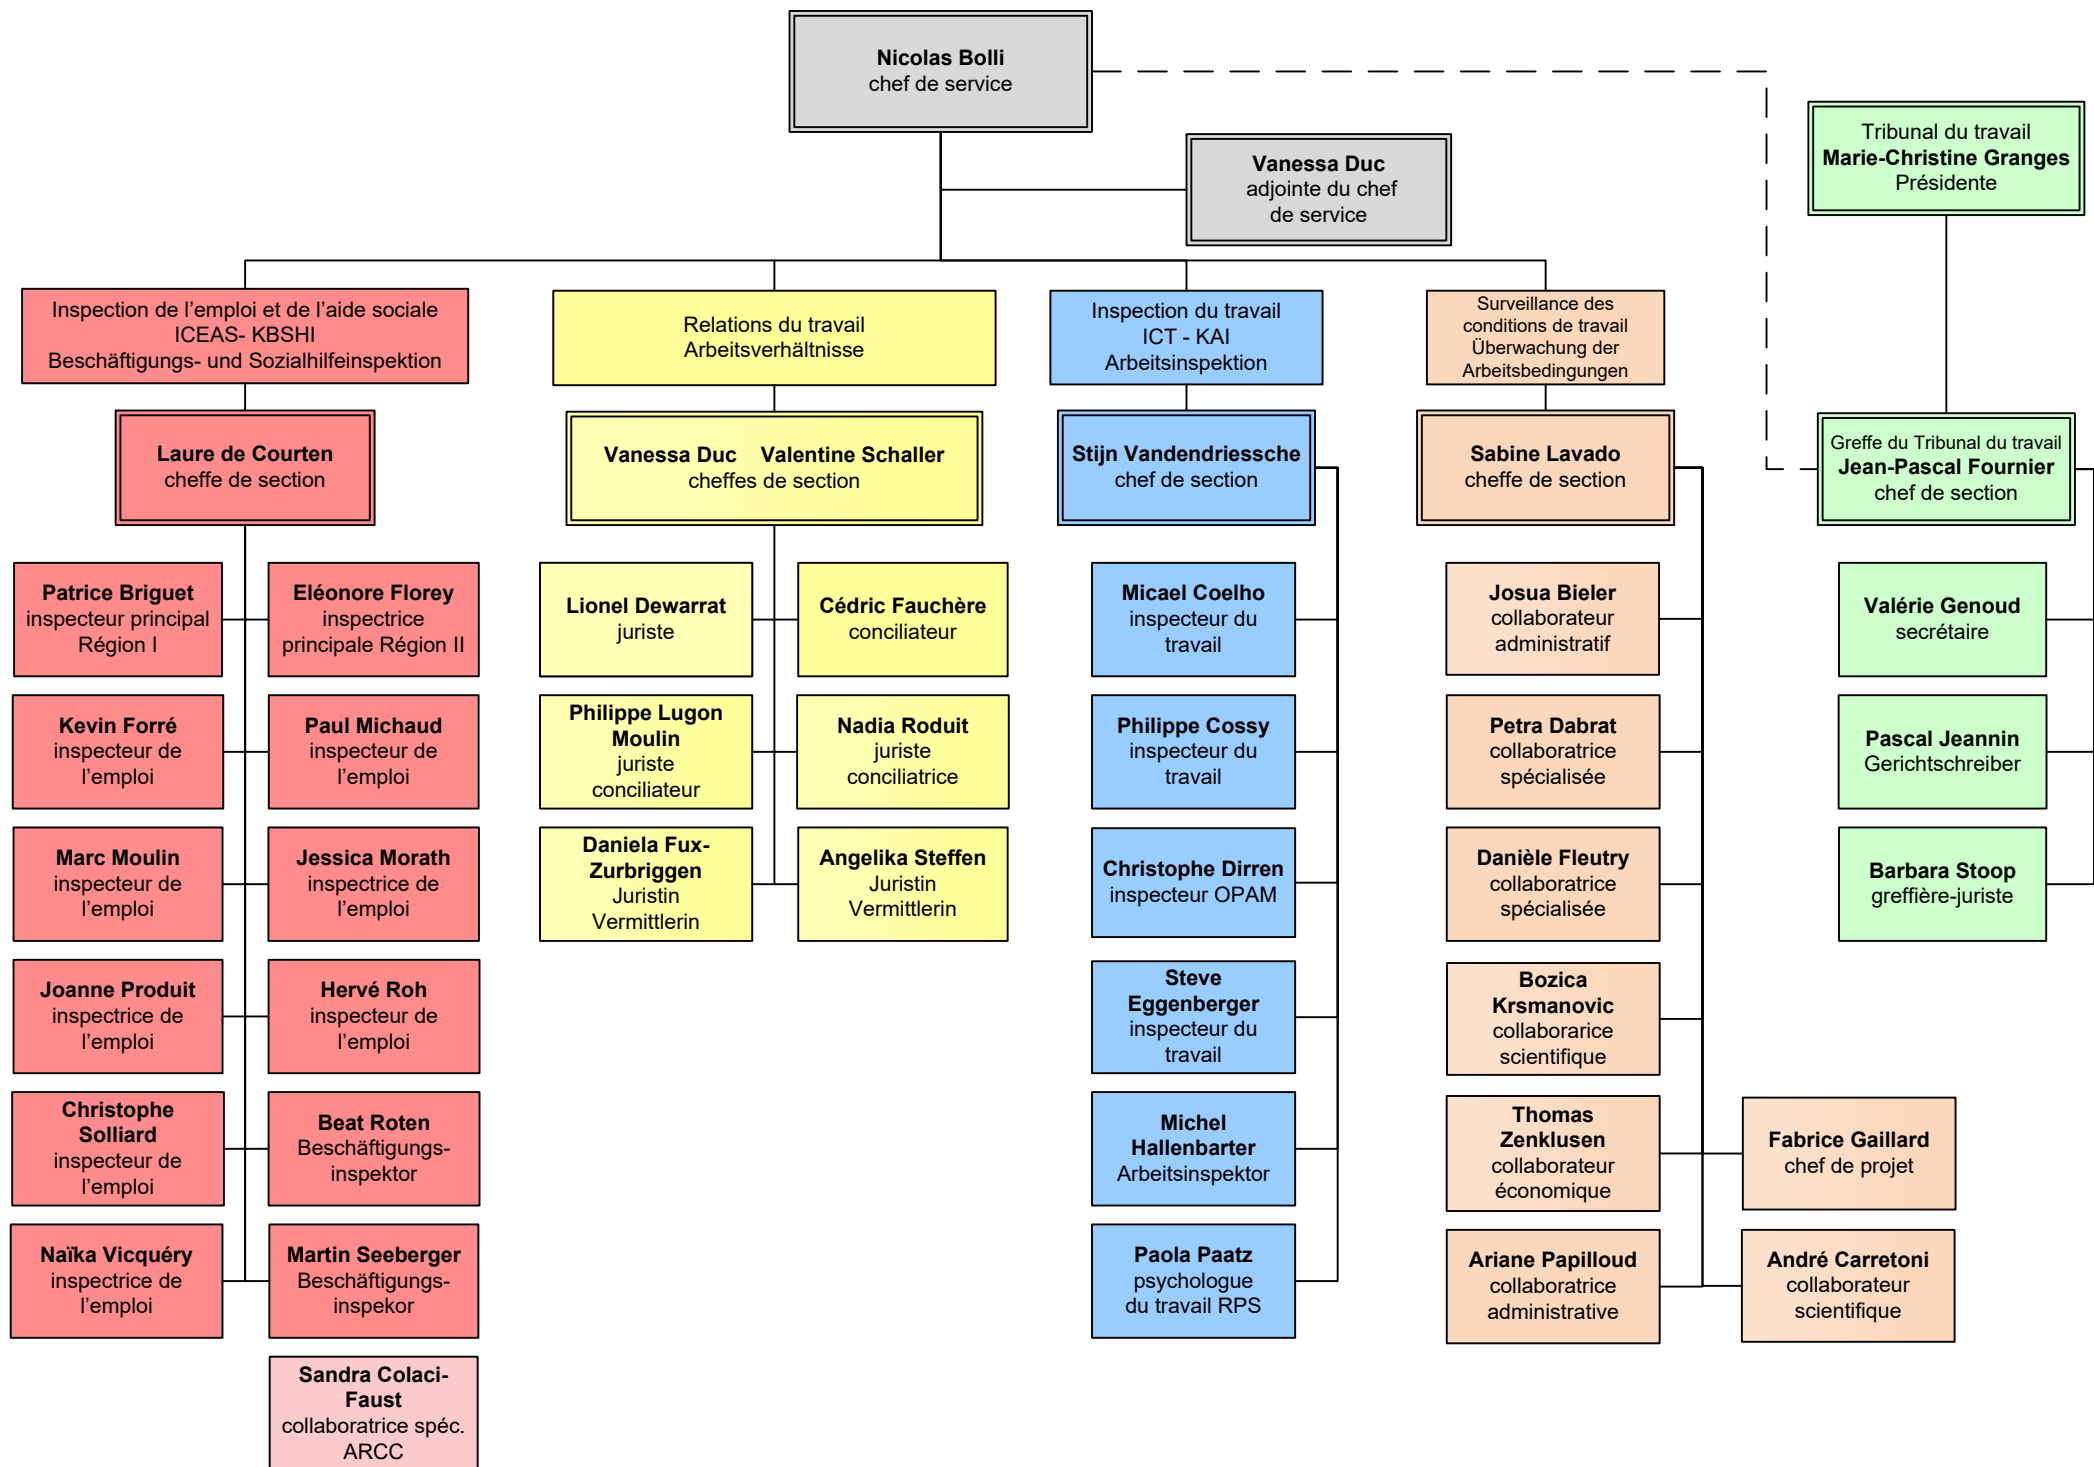 Nicolas Bolli
chef de service
Vanessa Duc
adjointe du chef
de service
Tribunal du travail
Marie-Christine Granges
Présidente
Inspection de l'emploi et de l'aide sociale
ICEAS- KBSHI
Beschäftigungs- und Sozialhilfeinspektion
Relations du travail
Arbeitsverhältnisse
Inspection du travail
ICT - KAI
Arbeitsinspektion
Surveillance des
conditions de travail
Überwachung der
Arbeitsbedingungen
Laure de Courten
cheffe de section
Vanessa Duc Valentine Schaller
cheffes de section
Stijn Vandendriessche
chef de section
Sabine Lavado
cheffe de section
Greffe du Tribunal du travail
Jean-Pascal Fournier
chef de section
Patrice Briguet
inspecteur principal
Région I
Eléonore Florey
inspectrice
principale Région II
Lionel Dewarrat
juriste
Cédric Fauchère
conciliateur
Micael Coelho
inspecteur du
travail
Josua Bieler
collaborateur
administratif
Valérie Genoud
secrétaire
Kevin Forré
inspecteur de
l'emploi
Paul Michaud
inspecteur de
l'emploi
Philippe Lugon
Moulin
juriste
conciliateur
Nadia Roduit
juriste
conciliatrice
Philippe Cossy
inspecteur du
travail
Petra Dabrat
collaboratrice
spécialisée
Pascal Jeannin
Gerichtschreiber
Marc Moulin
inspecteur de
l'emploi
Jessica Morath
inspectrice de
l'emploi
Daniela Fux-
Zurbriggen
Juristin
Vermittlerin
Angelika Steffen
Juristin
Vermittlerin
Christophe Dirren
inspecteur OPAM
Danièle Fleutry
collaboratrice
spécialisée
Barbara Stoop
greffière-juriste
Joanne Produit
inspectrice de
l'emploi
Hervé Roh
inspecteur de
l'emploi
Steve
Eggenberger
inspecteur du
travail
Bozica
Krsmanovic
collaborarice
scientifique
Christophe
Solliard
inspecteur de
l'emploi
Beat Roten
Beschäftigungs-
inspektor
Michel
Hallenbarter
Arbeitsinspektor
Thomas
Zenklusen
collaborateur
économique
Fabrice Gaillard
chef de projet
Naïka Vicquéry
inspectrice de
l'emploi
Martin Seeberger
Beschäftigungs-
inspekor
Paola Paatz
psychologue
du travail RPS
Ariane Papilloud
collaboratrice
administrative
André Carretoni
collaborateur
scientifique
Sandra Colaci-
Faust
collaboratrice spéc.
ARCC